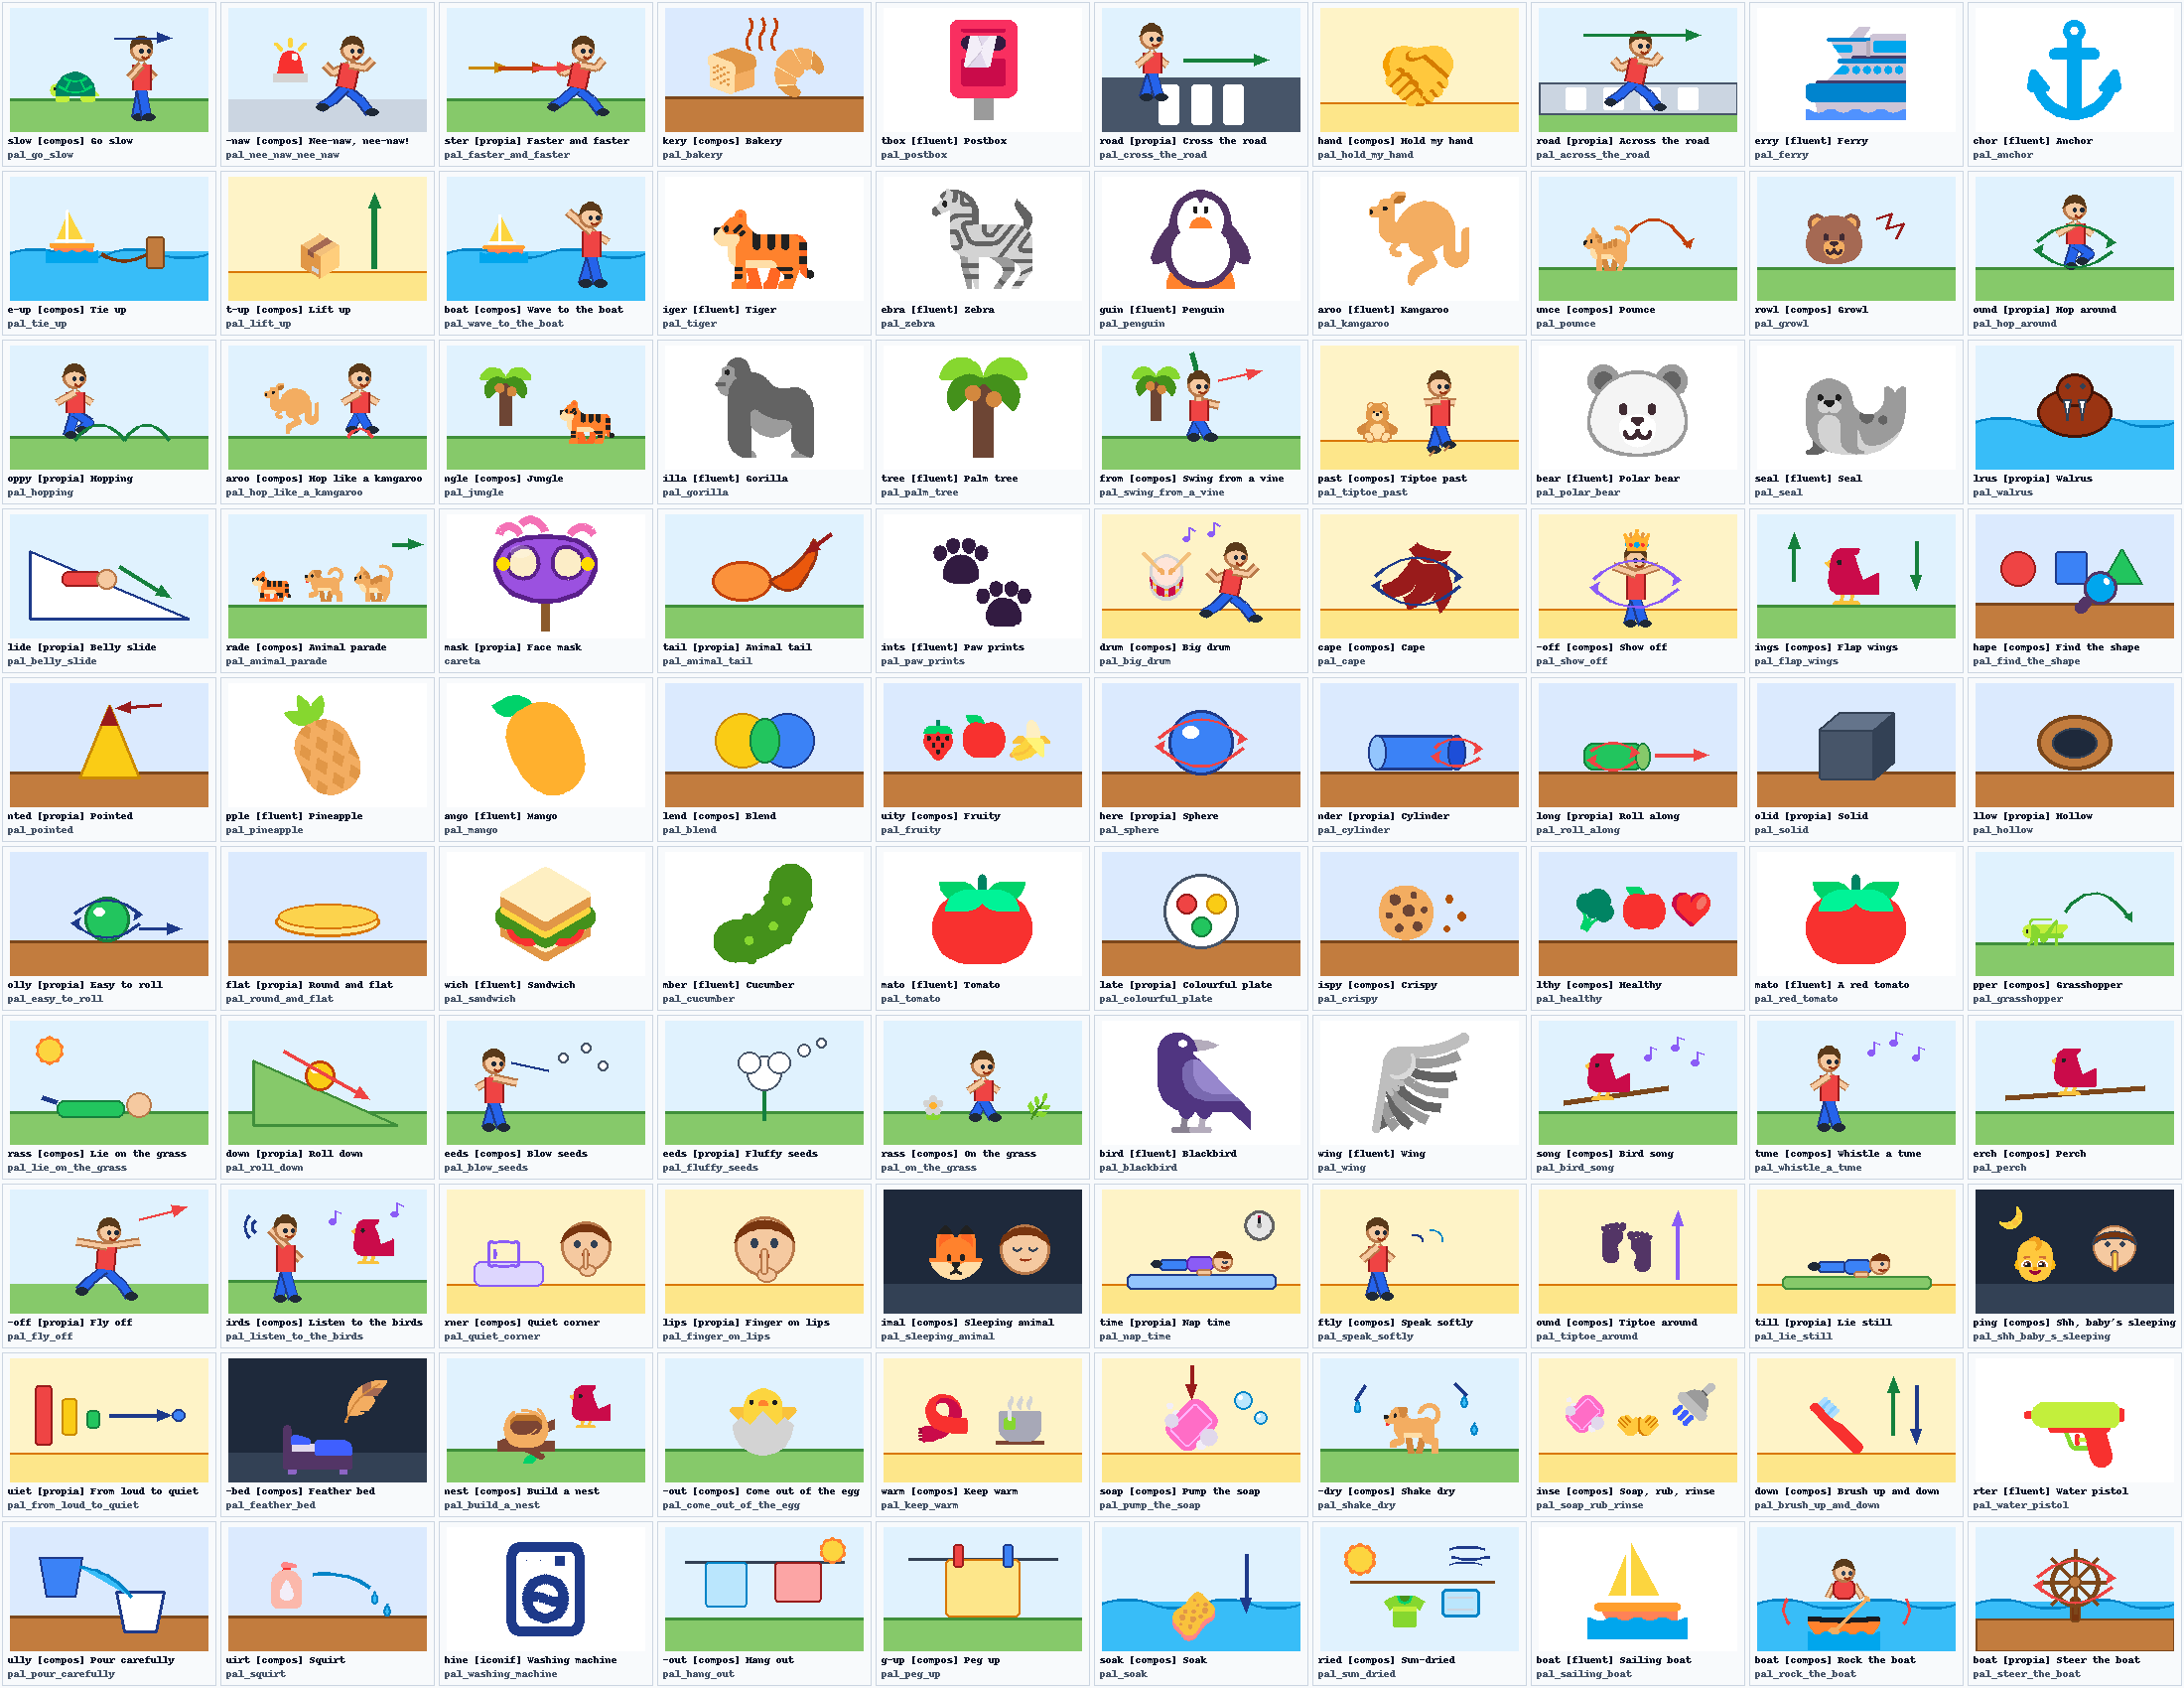 slow [compos] Go slow
pal_go_slow
-naw [compos] Nee-naw, nee-naw!
pal_nee_naw_nee_naw
ster [propia] Faster and faster
pal_faster_and_faster
kery [compos] Bakery
pal_bakery
tbox [fluent] Postbox
pal_postbox
road [propia] Cross the road
pal_cross_the_road
hand [compos] Hold my hand
pal_hold_my_hand
road [propia] Across the road
pal_across_the_road
erry [fluent] Ferry
pal_ferry
chor [fluent] Anchor
pal_anchor
e-up [compos] Tie up
pal_tie_up
t-up [compos] Lift up
pal_lift_up
boat [compos] Wave to the boat
pal_wave_to_the_boat
iger [fluent] Tiger
pal_tiger
ebra [fluent] Zebra
pal_zebra
guin [fluent] Penguin
pal_penguin
aroo [fluent] Kangaroo
pal_kangaroo
unce [compos] Pounce
pal_pounce
rowl [compos] Growl
pal_growl
ound [propia] Hop around
pal_hop_around
oppy [propia] Hopping
pal_hopping
aroo [compos] Hop like a kangaroo
pal_hop_like_a_kangaroo
ngle [compos] Jungle
pal_jungle
illa [fluent] Gorilla
pal_gorilla
tree [fluent] Palm tree
pal_palm_tree
from [compos] Swing from a vine
pal_swing_from_a_vine
past [compos] Tiptoe past
pal_tiptoe_past
bear [fluent] Polar bear
pal_polar_bear
seal [fluent] Seal
pal_seal
lrus [propia] Walrus
pal_walrus
lide [propia] Belly slide
pal_belly_slide
rade [compos] Animal parade
pal_animal_parade
mask [propia] Face mask
careta
tail [propia] Animal tail
pal_animal_tail
ints [fluent] Paw prints
pal_paw_prints
drum [compos] Big drum
pal_big_drum
cape [compos] Cape
pal_cape
-off [compos] Show off
pal_show_off
ings [compos] Flap wings
pal_flap_wings
hape [compos] Find the shape
pal_find_the_shape
nted [propia] Pointed
pal_pointed
pple [fluent] Pineapple
pal_pineapple
ango [fluent] Mango
pal_mango
lend [compos] Blend
pal_blend
uity [compos] Fruity
pal_fruity
here [propia] Sphere
pal_sphere
nder [propia] Cylinder
pal_cylinder
long [propia] Roll along
pal_roll_along
olid [propia] Solid
pal_solid
llow [propia] Hollow
pal_hollow
olly [propia] Easy to roll
pal_easy_to_roll
flat [propia] Round and flat
pal_round_and_flat
wich [fluent] Sandwich
pal_sandwich
mber [fluent] Cucumber
pal_cucumber
mato [fluent] Tomato
pal_tomato
late [propia] Colourful plate
pal_colourful_plate
ispy [compos] Crispy
pal_crispy
lthy [compos] Healthy
pal_healthy
mato [fluent] A red tomato
pal_red_tomato
pper [compos] Grasshopper
pal_grasshopper
rass [compos] Lie on the grass
pal_lie_on_the_grass
down [propia] Roll down
pal_roll_down
eeds [compos] Blow seeds
pal_blow_seeds
eeds [propia] Fluffy seeds
pal_fluffy_seeds
rass [compos] On the grass
pal_on_the_grass
bird [fluent] Blackbird
pal_blackbird
wing [fluent] Wing
pal_wing
song [compos] Bird song
pal_bird_song
tune [compos] Whistle a tune
pal_whistle_a_tune
erch [compos] Perch
pal_perch
-off [propia] Fly off
pal_fly_off
irds [compos] Listen to the birds
pal_listen_to_the_birds
rner [compos] Quiet corner
pal_quiet_corner
lips [propia] Finger on lips
pal_finger_on_lips
imal [compos] Sleeping animal
pal_sleeping_animal
time [propia] Nap time
pal_nap_time
ftly [compos] Speak softly
pal_speak_softly
ound [compos] Tiptoe around
pal_tiptoe_around
till [propia] Lie still
pal_lie_still
ping [compos] Shh, baby's sleeping
pal_shh_baby_s_sleeping
uiet [propia] From loud to quiet
pal_from_loud_to_quiet
-bed [compos] Feather bed
pal_feather_bed
nest [compos] Build a nest
pal_build_a_nest
-out [compos] Come out of the egg
pal_come_out_of_the_egg
warm [compos] Keep warm
pal_keep_warm
soap [compos] Pump the soap
pal_pump_the_soap
-dry [compos] Shake dry
pal_shake_dry
inse [compos] Soap, rub, rinse
pal_soap_rub_rinse
down [compos] Brush up and down
pal_brush_up_and_down
rter [fluent] Water pistol
pal_water_pistol
ully [compos] Pour carefully
pal_pour_carefully
uirt [compos] Squirt
pal_squirt
hine [iconif] Washing machine
pal_washing_machine
-out [compos] Hang out
pal_hang_out
g-up [compos] Peg up
pal_peg_up
soak [compos] Soak
pal_soak
ried [compos] Sun-dried
pal_sun_dried
boat [fluent] Sailing boat
pal_sailing_boat
boat [compos] Rock the boat
pal_rock_the_boat
boat [propia] Steer the boat
pal_steer_the_boat